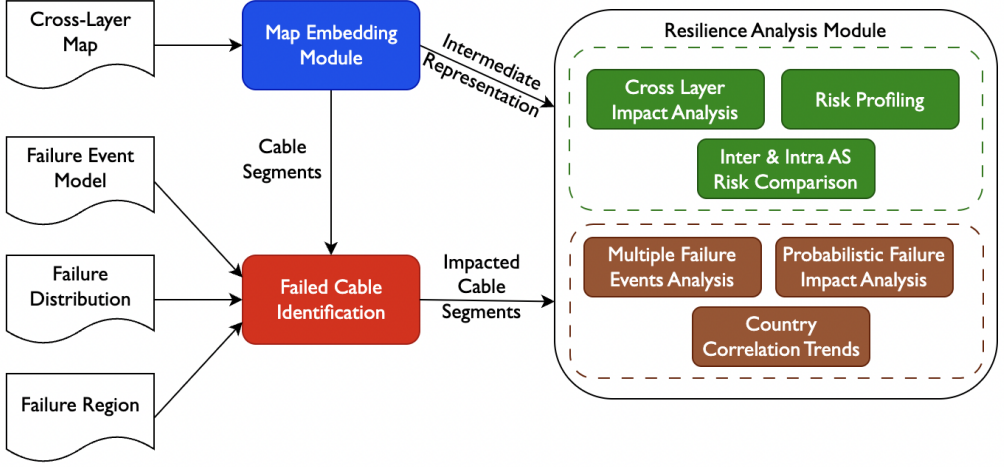 Cross-Layer
Map
Map Embedding
Module
Intermediate
Representation
Resilience Analysis Module
Cross Layer
Impact Analysis
Risk Profiling
Inter & Intra AS
Risk Comparison
Failure Event
Model
Cable
Segments
Failure
Distribution
Failed Cable
Identification
Impacted
Cable
Segments
Multiple Failure
Events Analysis
Probabilistic Failure
Impact Analysis
Country
Correlation Trends
Failure Region